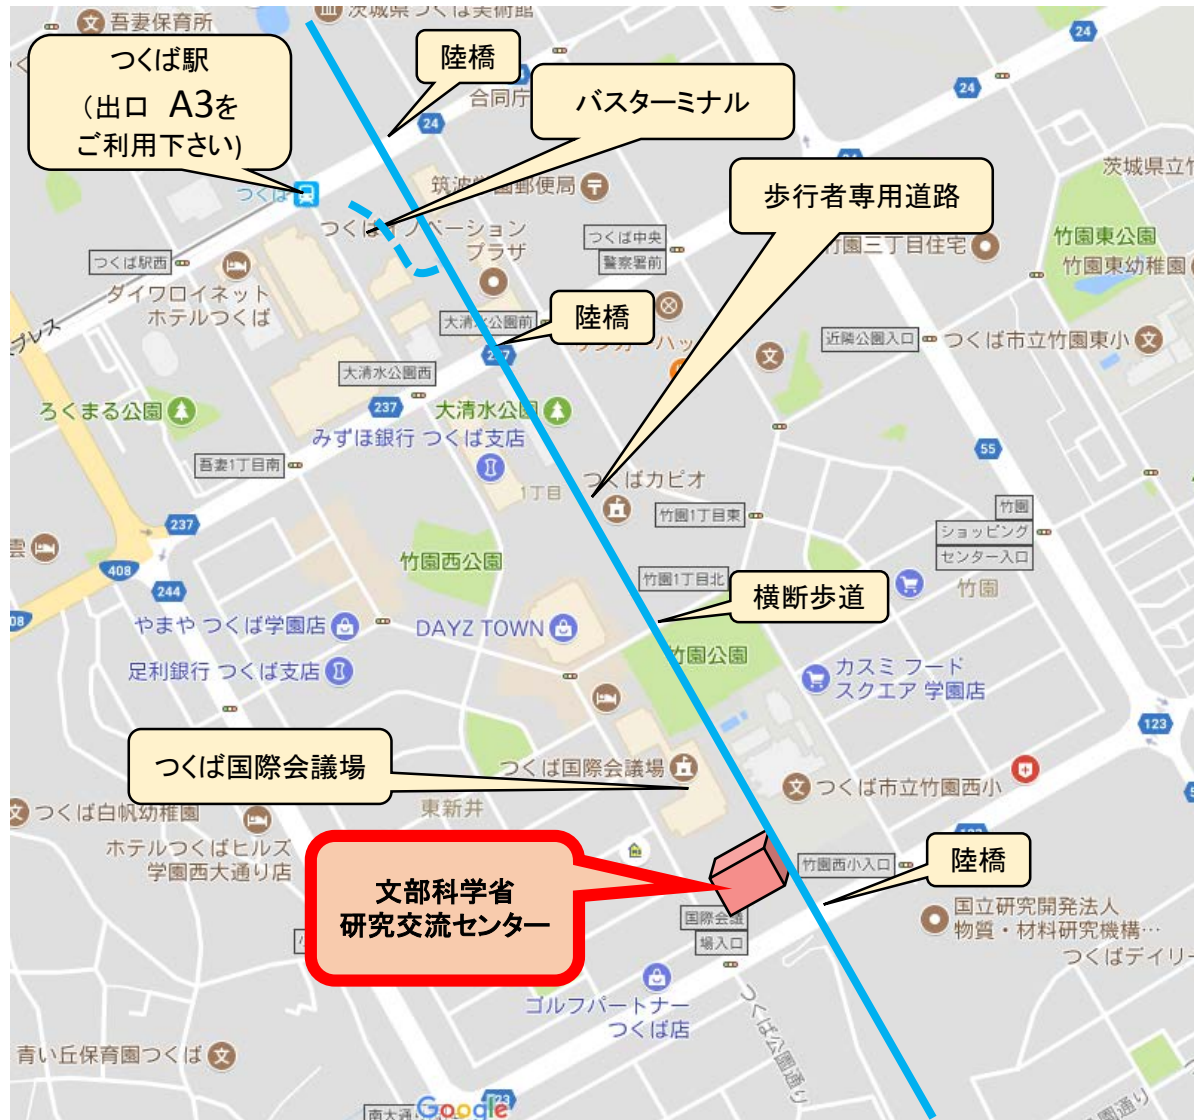 吾妻保育所
茨城県つくば美術館
つくば駅
(出口 A3を
ご利用下さい)
陸橋
合同庁
バスターミナル
24
24
24
24
つくば
筑波学園郵便局
歩行者専用道路
茨城県立竹
つくばイノベーション
プラザ
つくば中央
警察署前
竹園三丁目住宅
竹園東公園
竹園東幼稚園
つくば駅西
ダイワロイネット
ホテルつくば
大清水公園前
陸橋
近隣公園入口
つくば市立竹園東小
プレス
大清水公園西
237
237
ろくまる公園
大清水公園
みずほ銀行 つくば支店
吾妻1丁目南
1丁目
つくばカピオ
55
竹園1丁目東
竹園
ショッピング
センター入口
237
竹園西公園
408
244
竹園1丁目北
横断歩道
竹園
やまや つくば学園店
DAYZ TOWN
足利銀行 つくば支店
竹園公園
カスミ フード
スクエア 学園店
123
つくば国際会議場
つくば国際会議場
つくば市立竹園西小
つくば白帆幼稚園
東新井
ホテルつくばヒルズ
学園西大通り店
文部科学省
研究交流センター
竹園西小入口
陸橋
国際会議
場入口
国立研究開発法人
物質・材料研究機構…
つくばデイリー
ゴルフパートナー
つくば店
つくば公園通り
青い丘保育園つくば
南大通
Google
公園通り